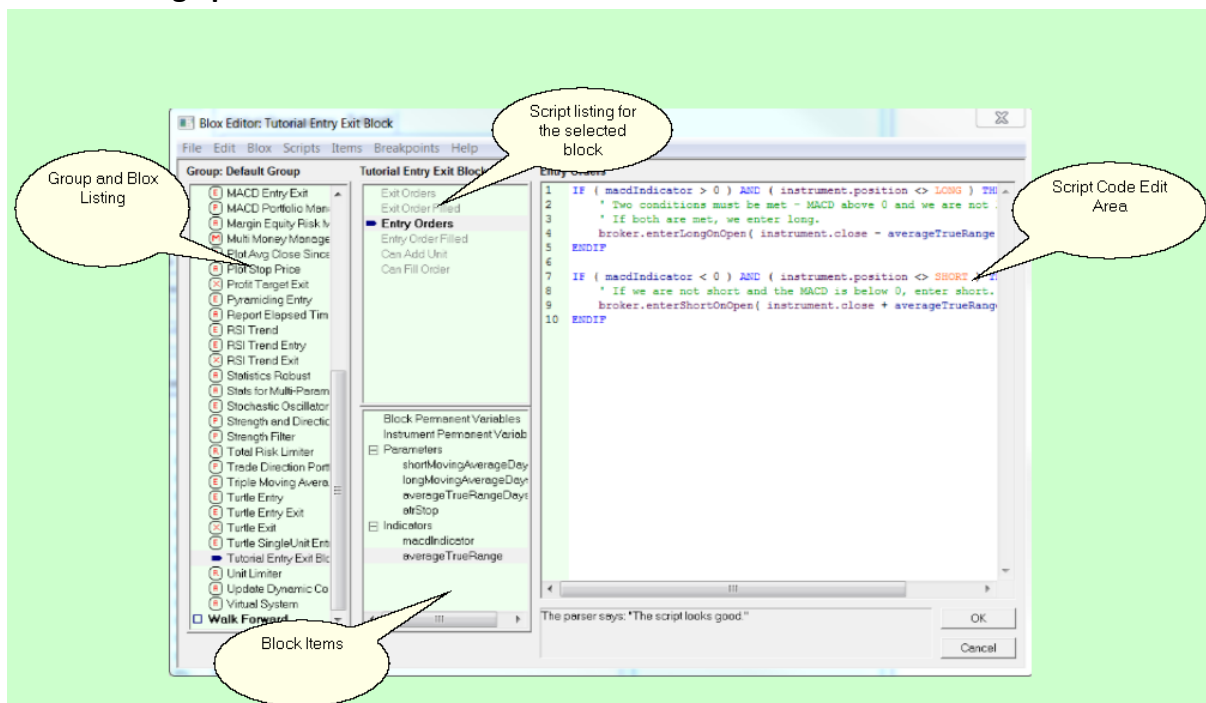 Script listing for
the selected
block
Group and Blox
Listing
Script Code Edit
Area
Block Items
Blox Editor: Tutorial Entry Exit Block
File Edit Blox Scripts Items Breakpoints Help
Group: Default Group
MACD Entry Exit
MACD Portfolio Man
Margin Equity Risk M
Multi Money Manage
Plot Avg Close Since
Plot Stop Price
Profit Target Exit
Pyramiding Entry
Report Elapsed Tim
RSI Trend
RSI Trend Entry
RSI Trend Exit
Statistics Robust
Stats for Multi-Param
Stochastic Oscillator
Strength and Directic
Strength Filter
Total Risk Limiter
Trade Direction Port
Triple Moving Avera
Turtle Entry
Turtle Entry Exit
Turtle Exit
Turtle SingleUnit Ent
Tutorial Entry Exit Blc
Unit Limiter
Update Dynamic Co
Virtual System
Walk Forward
Tutorial Entry Exit Block
Exit Orders
Exit Order Filled
Entry Orders
Entry Order Filled
Can Add Unit
Can Fill Order
Block Permanent Variables
Instrument Permanent Variab
Parameters
shortMovingAverageDay
longMovingAverageDay
averageTrueRangeDays
atrStop
Indicators
macdIndicator
averageTrueRange
Entry Orders
1 IF ( macdIndicator > 0 ) AND ( instrument.position <> LONG ) TH
2 ' Two conditions must be met - MACD above 0 and we are not
3 ' If both are met, we enter long.
4 broker.enterLongOnOpen( instrument.close - averageTrueRange
5 ENDIF
6
7 IF ( macdIndicator < 0 ) AND ( instrument.position <> SHORT ) T
8 ' If we are not short and the MACD is below 0, enter short.
9 broker.enterShortOnOpen( instrument.close + averageTrueRang
10 ENDIF
The parser says: "The script looks good."
OK
Cancel